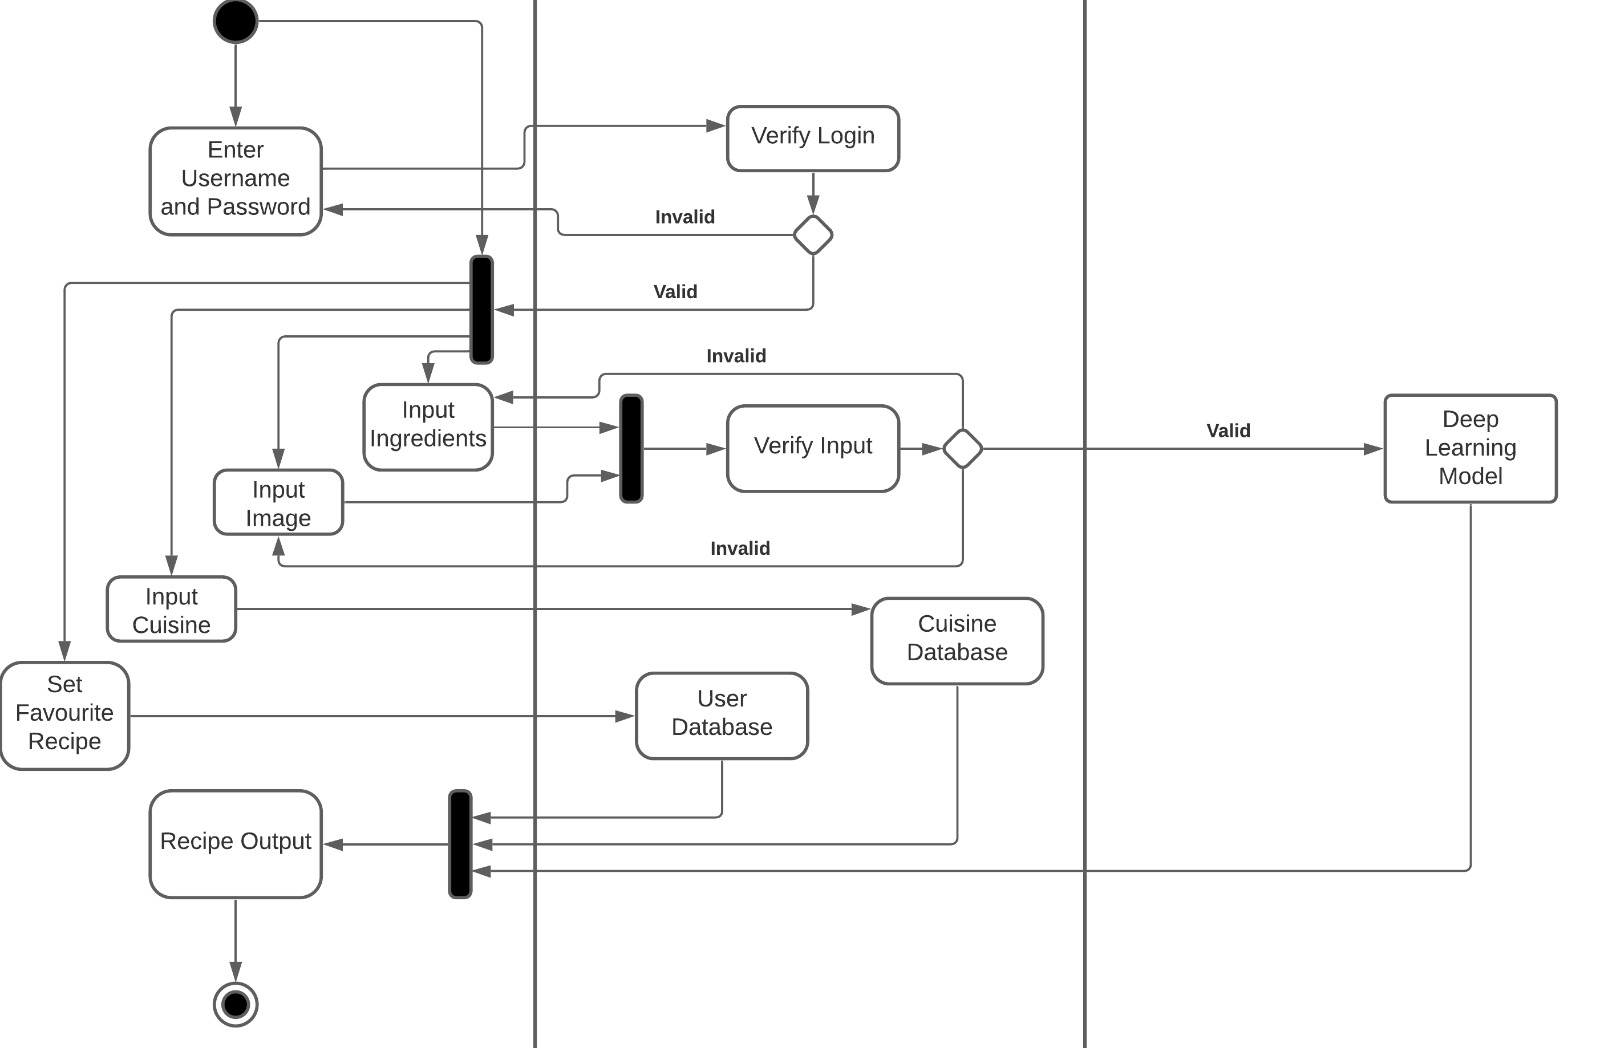 Enter
Username
and Password
Verify Login
Invalid
Valid
Invalid
Input
Ingredients
Verify Input
Valid
Deep
Learning
Model
Input
Image
Invalid
Input
Cuisine
Cuisine
Database
Set
Favourite
Recipe
User
Database
Recipe Output